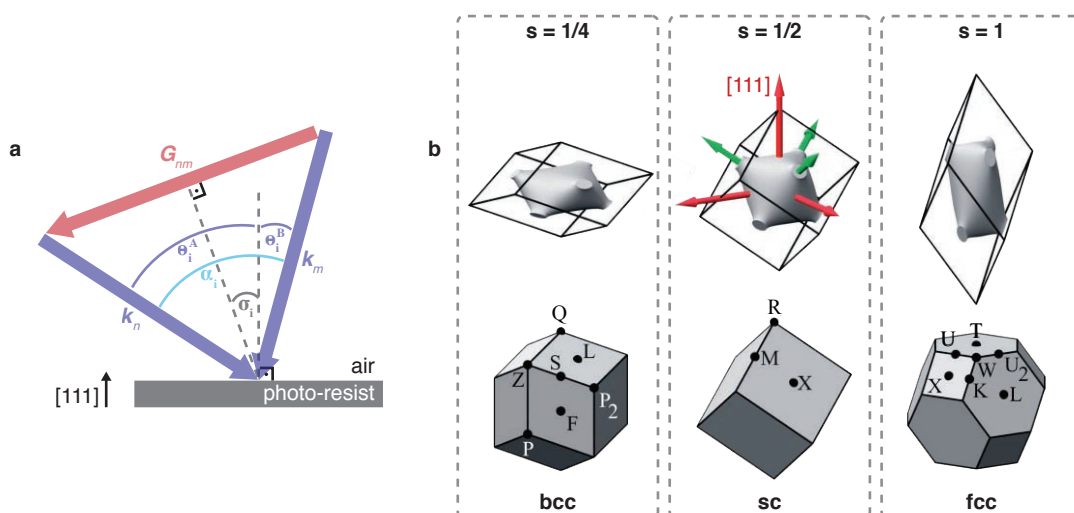 a
G_nm
Θ_i^A
Θ_i^B
α_i
σ_i
k_n
k_m
air
photo-resist
[111]
b
s = 1/4
s = 1/2
s = 1
[111]
Q
L
S
Z
P_2
F
P
bcc
R
M
X
sc
U
T
W
U_2
X
K
L
fcc